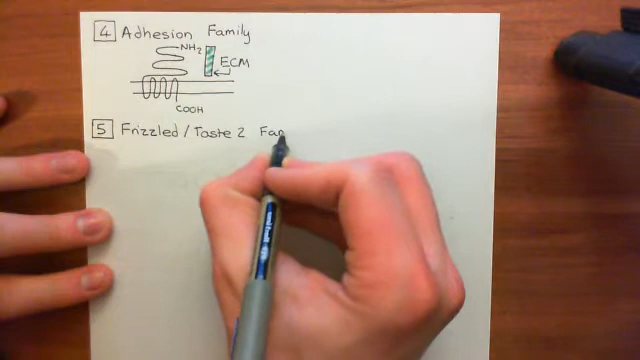 4 Adhesion Family
NH2
ECM
COOH
5 Frizzled / Taste 2 Fa